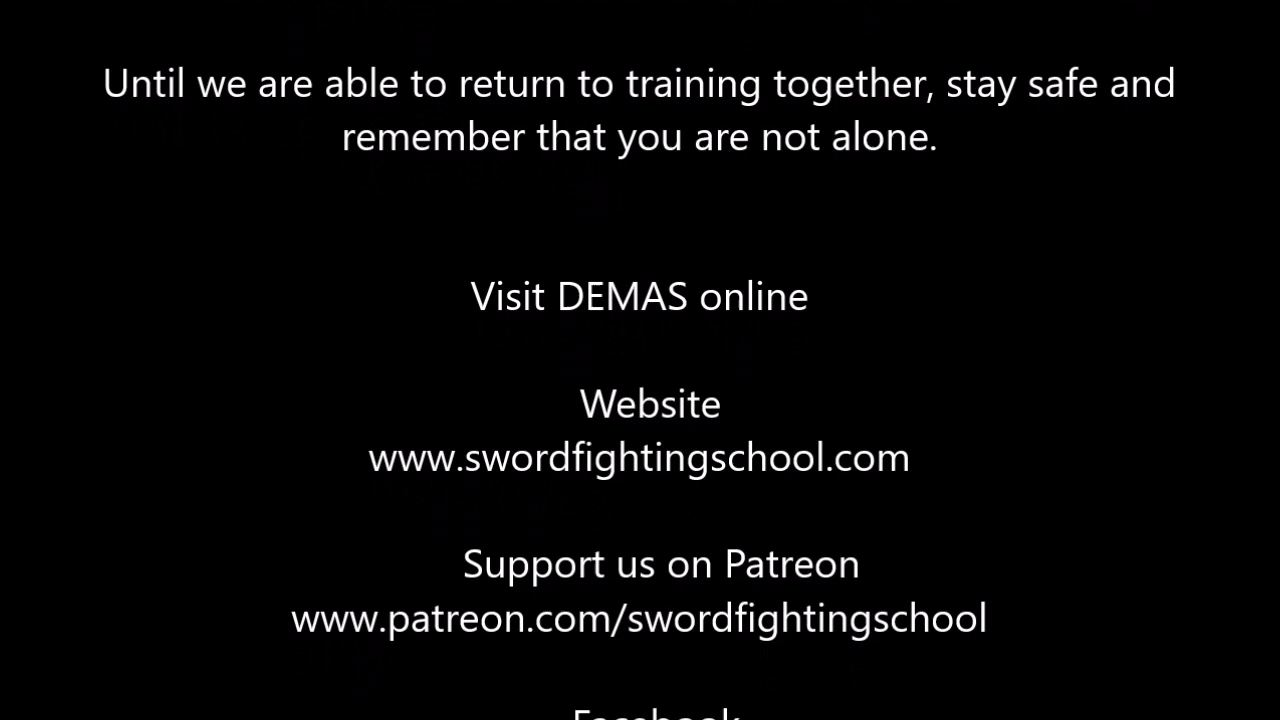 Until we are able to return to training together, stay safe and
remember that you are not alone.
Visit DEMAS online
Website
www.swordfightingschool.com
Support us on Patreon
www.patreon.com/swordfightingschool
Facebook